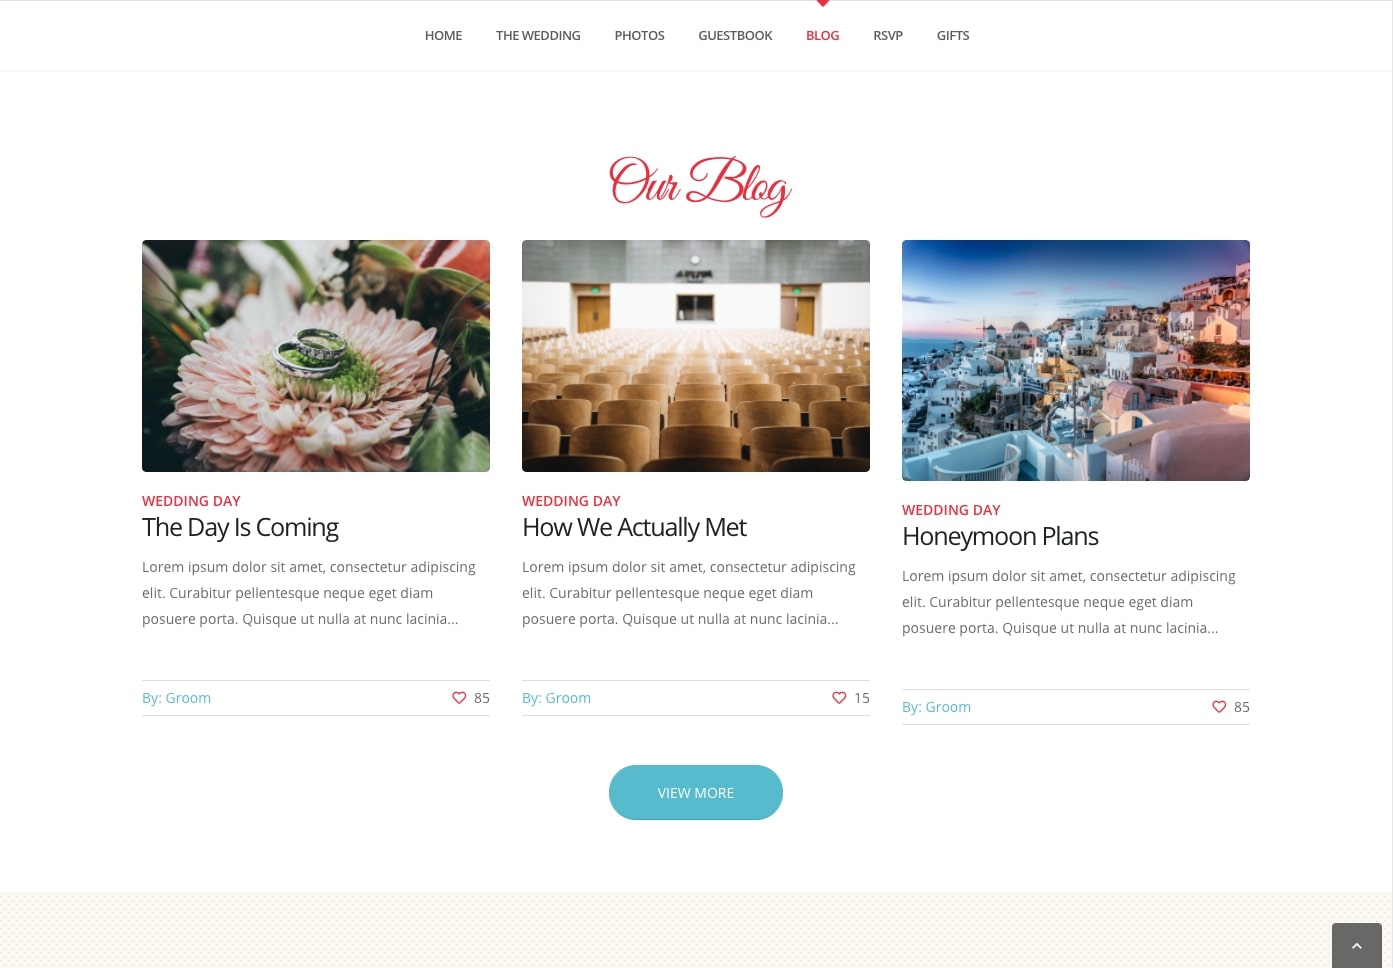 HOME THE WEDDING PHOTOS GUESTBOOK BLOG RSVP GIFTS
Our Blog
WEDDING DAY
The Day Is Coming
Lorem ipsum dolor sit amet, consectetur adipiscing
elit. Curabitur pellentesque neque eget diam
posuere porta. Quisque ut nulla at nunc lacinia...
By: Groom 85
WEDDING DAY
How We Actually Met
Lorem ipsum dolor sit amet, consectetur adipiscing
elit. Curabitur pellentesque neque eget diam
posuere porta. Quisque ut nulla at nunc lacinia...
By: Groom 15
WEDDING DAY
Honeymoon Plans
Lorem ipsum dolor sit amet, consectetur adipiscing
elit. Curabitur pellentesque neque eget diam
posuere porta. Quisque ut nulla at nunc lacinia...
By: Groom 85
VIEW MORE